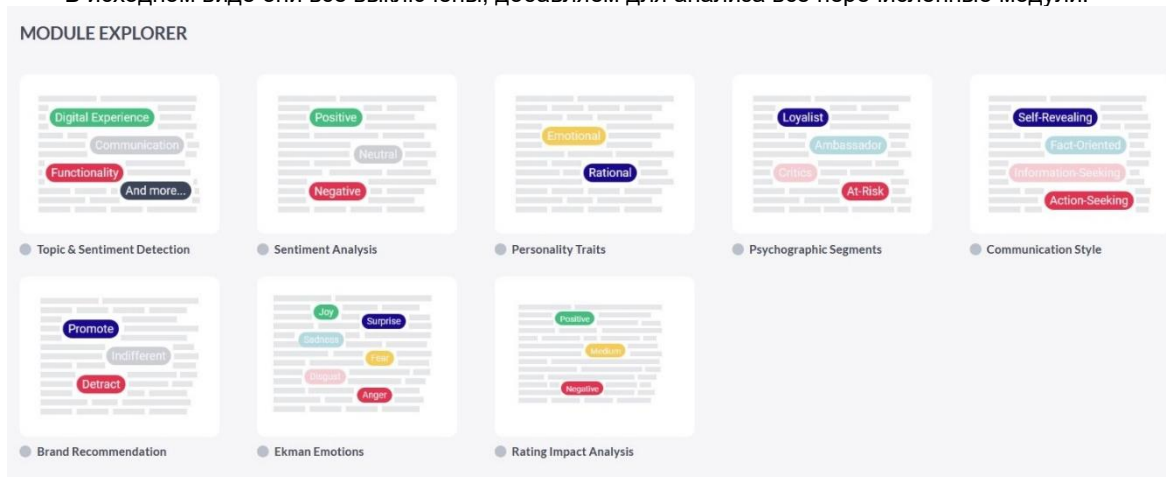 В исходном виде они все выключены, добавляем для анализа все перечисленные модули.
MODULE EXPLORER
Digital Experience
Communication
Functionality
And more...
Topic & Sentiment Detection
Positive
Neutral
Negative
Sentiment Analysis
Emotional
Rational
Personality Traits
Loyalist
Ambassador
Critics
At-Risk
Psychographic Segments
Self-Revealing
Fact-Oriented
Information-Seeking
Action-Seeking
Communication Style
Promote
Indifferent
Detract
Brand Recommendation
Joy
Surprise
Sadness
Fear
Disgust
Anger
Ekman Emotions
Positive
Medium
Negative
Rating Impact Analysis